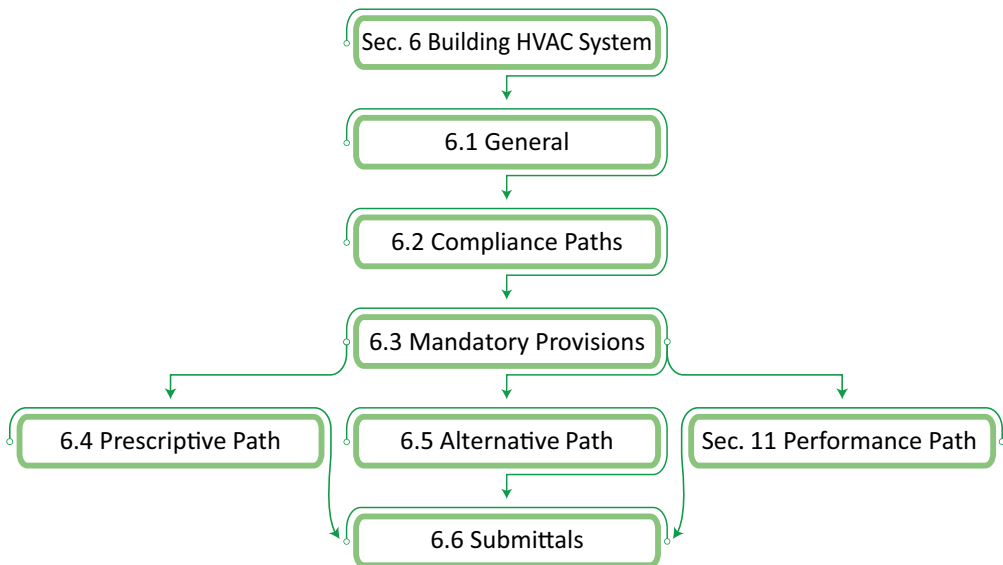 Sec. 6 Building HVAC System
6.1 General
6.2 Compliance Paths
6.3 Mandatory Provisions
6.4 Prescriptive Path
6.5 Alternative Path
Sec. 11 Performance Path
6.6 Submittals